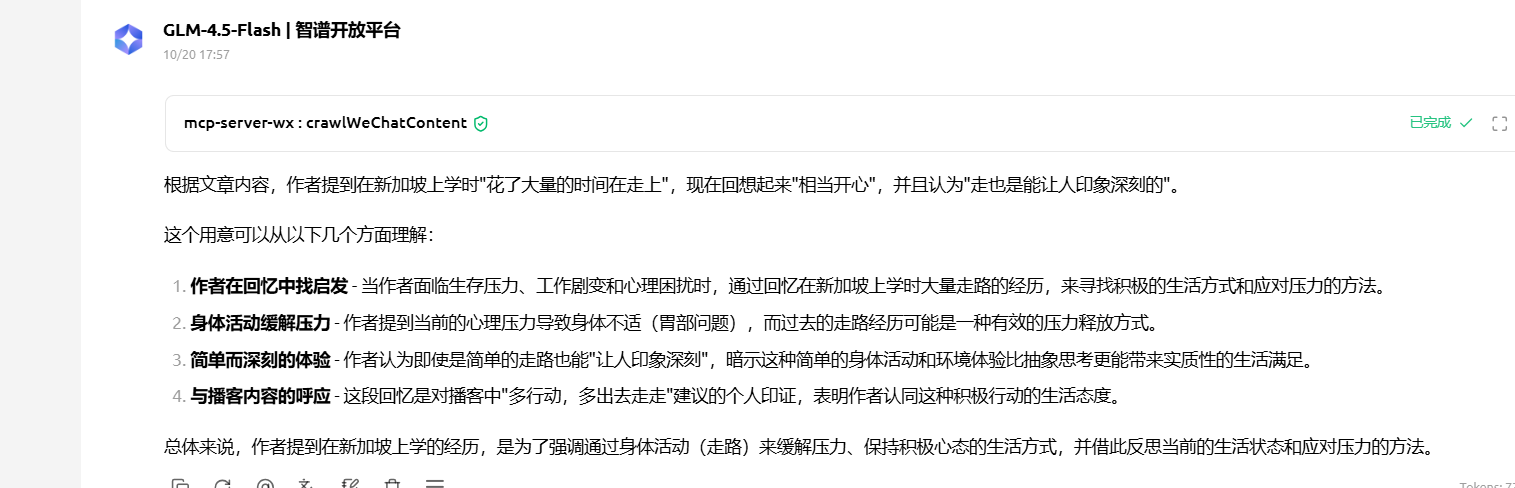 GLM-4.5-Flash | 智谱开放平台
10/20 17:57
mcp-server-wx : crawlWeChatContent
已完成
根据文章内容，作者提到在新加坡上学时"花了大量的时间在走上"，现在回想起来"相当开心"，并且认为"走也是能让人印象深刻的"。
这个用意可以从以下几个方面理解：
1. 作者在回忆中找启发 - 当作者面临生存压力、工作剧变和心理困扰时，通过回忆在新加坡上学时大量走路的经历，来寻找积极的生活方式和应对压力的方法。
2. 身体活动缓解压力 - 作者提到当前的心理压力导致身体不适（胃部问题），而过去的走路经历可能是一种有效的压力释放方式。
3. 简单而深刻的体验 - 作者认为即使是简单的走路也能"让人印象深刻"，暗示这种简单的身体活动和环境体验比抽象思考更能带来实质性的生活满足。
4. 与播客内容的呼应 - 这段回忆是对播客中"多行动，多出去走走"建议的个人印证，表明作者认同这种积极行动的生活态度。
总体来说，作者提到在新加坡上学的经历，是为了强调通过身体活动（走路）来缓解压力、保持积极心态的生活方式，并借此反思当前的生活状态和应对压力的方法。
Tokens: